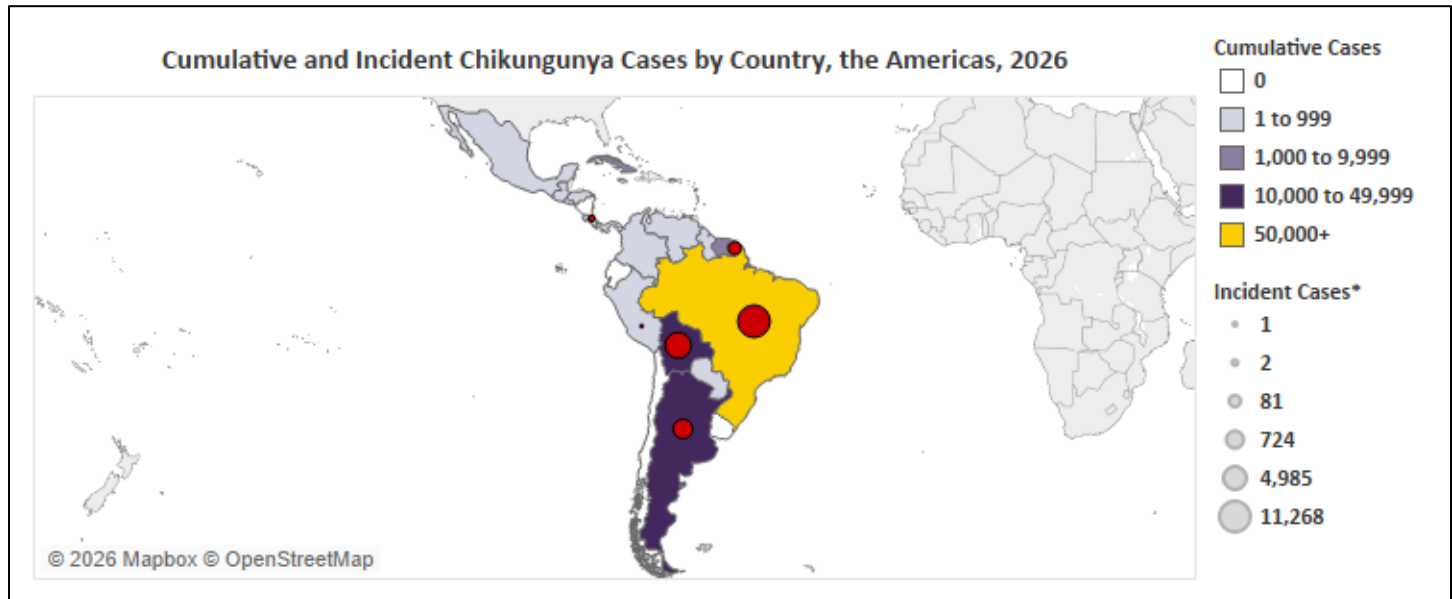 Cumulative and Incident Chikungunya Cases by Country, the Americas, 2026
Cumulative Cases
0
1 to 999
1,000 to 9,999
10,000 to 49,999
50,000+
Incident Cases*
1
2
81
724
4,985
11,268
© 2026 Mapbox © OpenStreetMap